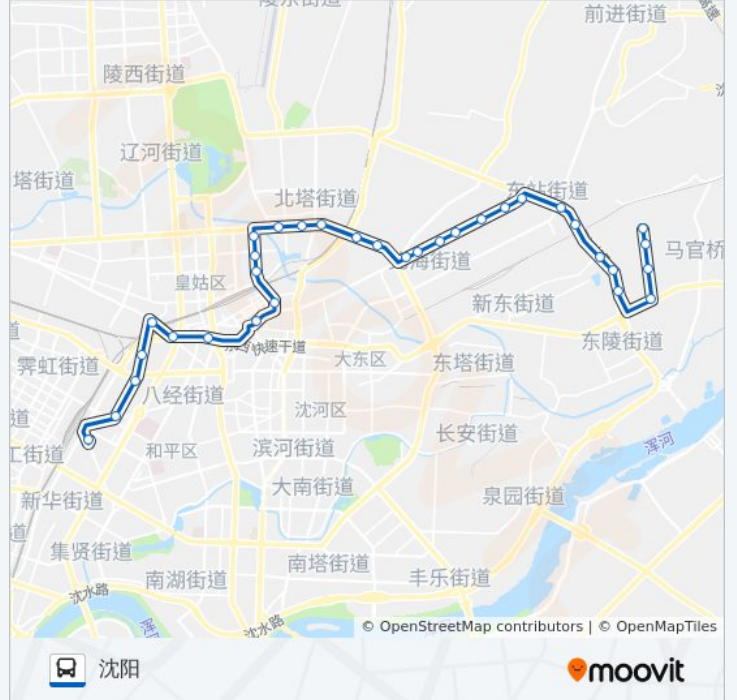 前进街道
陵西街道
辽河街道
塔街道
东站街道
北塔街道
马官桥
海街道
皇姑区
新东街道
快速干道
东陵街道
大东区
霁虹街道
东塔街道
八经街道
沈河区
道
长安街道
浑河
和平区
滨河街道
工街道
大南街道
泉园街道
新华街道
道
集贤街道
南塔街道
丰乐街道
南湖街道
沈水路
沈水路
© OpenStreetMap contributors | © OpenMapTiles
沈阳
moovit